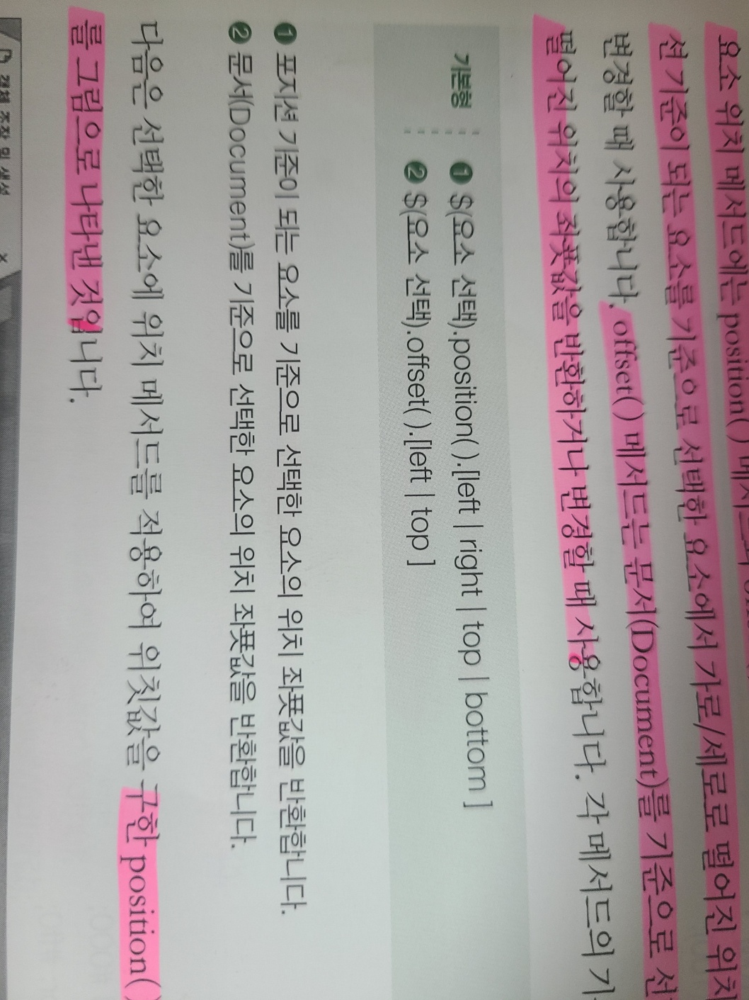 요소 위치 메서드에는 position( )
션 기준이 되는 요소를 기준으로 선택한 요소에서 가로/세로로 떨어진 위치
변경할 때 사용합니다. offset( ) 메서드는 문서(Document)를 기준으로 선
떨어진 위치의 좌푯값을 반환하거나 변경할 때 사용합니다. 각 메서드의 기
기본형
❶ $(요소 선택).position( ).[left | right | top | bottom ]
❷ $(요소 선택).offset( ).[left | top ]
❶ 포지션 기준이 되는 요소를 기준으로 선택한 요소의 위치 좌푯값을 반환합니다.
❷ 문서(Document)를 기준으로 선택한 요소의 위치 좌푯값을 반환합니다.
다음은 선택한 요소에 위치 메서드를 적용하여 위칫값을 구한 position( )
를 그림으로 나타낸 것입니다.
객체 조작 및 생성 ×